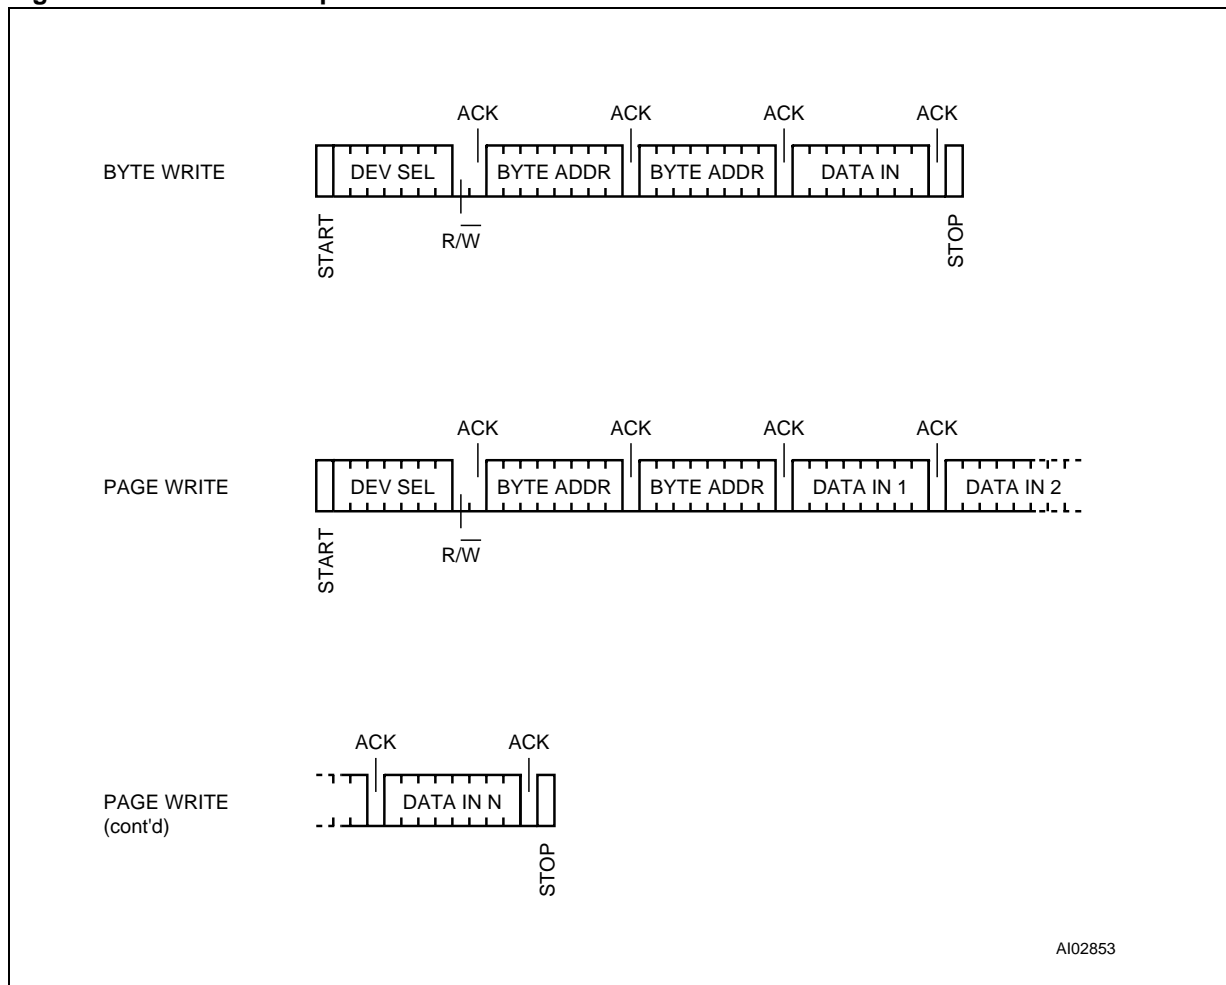 ACK ACK ACK ACK
BYTE WRITE DEV SEL BYTE ADDR BYTE ADDR DATA IN
START R/W STOP
ACK ACK ACK ACK
PAGE WRITE DEV SEL BYTE ADDR BYTE ADDR DATA IN 1 DATA IN 2
START R/W
ACK ACK
PAGE WRITE DATA IN N
(cont'd)
STOP
AI02853